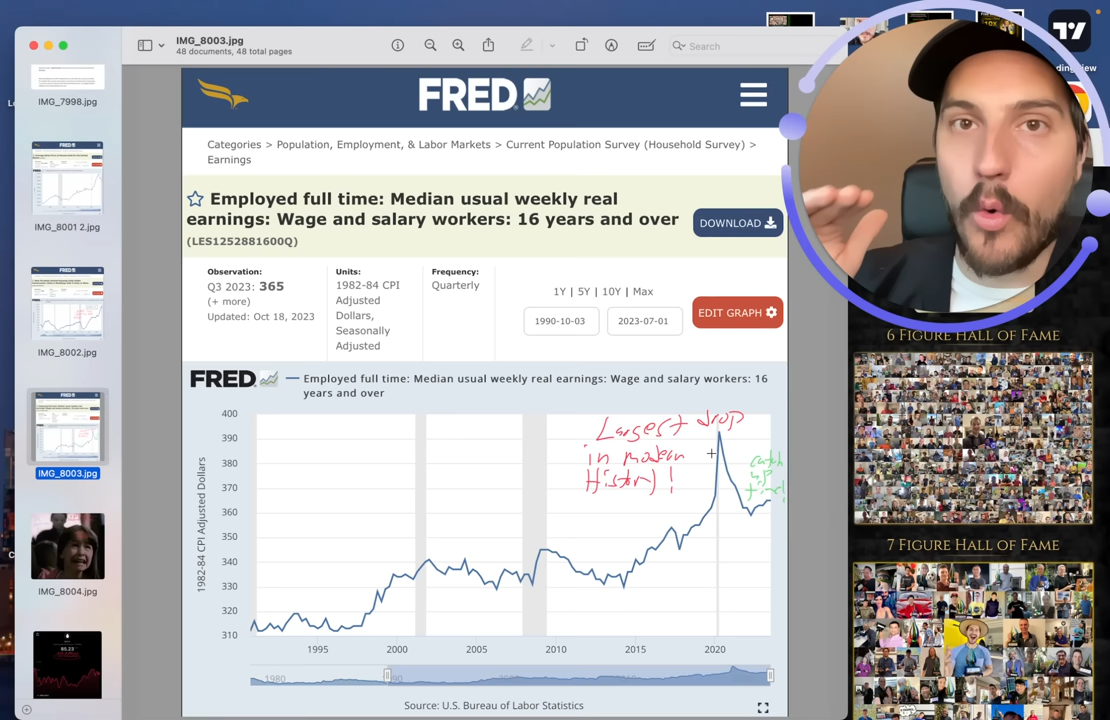 IMG_8003.jpg
48 documents, 48 total pages
Search
IMG_7998.jpg
IMG_8001 2.jpg
IMG_8002.jpg
IMG_8003.jpg
IMG_8004.jpg
85.23
FRED
Categories > Population, Employment, & Labor Markets > Current Population Survey (Household Survey) >
Earnings
Employed full time: Median usual weekly real
earnings: Wage and salary workers: 16 years and over
(LES1252881600Q)
DOWNLOAD
Observation:
Q3 2023: 365
(+ more)
Updated: Oct 18, 2023
Units:
1982-84 CPI
Adjusted
Dollars,
Seasonally
Adjusted
Frequency:
Quarterly
1Y | 5Y | 10Y | Max
1990-10-03
2023-07-01
EDIT GRAPH
FRED
Employed full time: Median usual weekly real earnings: Wage and salary workers: 16
years and over
1982-84 CPI Adjusted Dollars
400
390
380
370
360
350
340
330
320
310
Largest drop
in modern
History!
catch
up
time!
1995
2000
2005
2010
2015
2020
1980
Source: U.S. Bureau of Labor Statistics
6 FIGURE HALL OF FAME
7 FIGURE HALL OF FAME